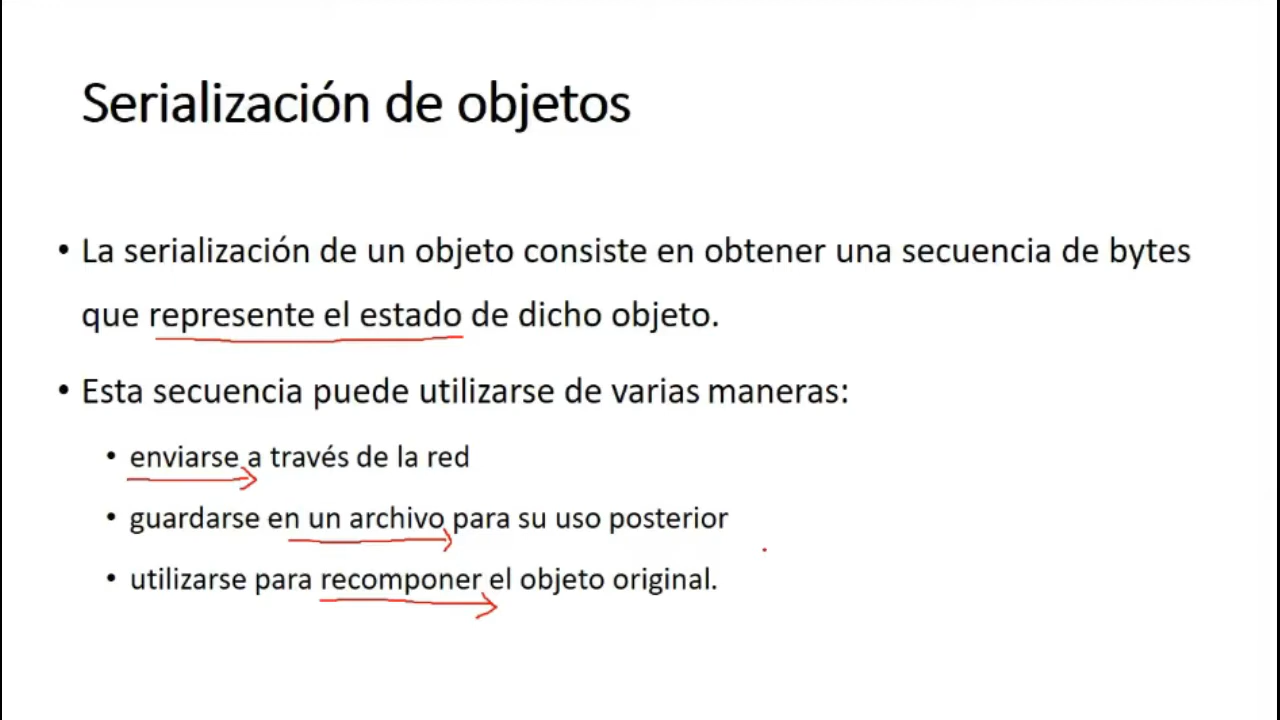 Serialización de objetos
• La serialización de un objeto consiste en obtener una secuencia de bytes
que represente el estado de dicho objeto.
• Esta secuencia puede utilizarse de varias maneras:
• enviarse a través de la red
• guardarse en un archivo para su uso posterior
• utilizarse para recomponer el objeto original.